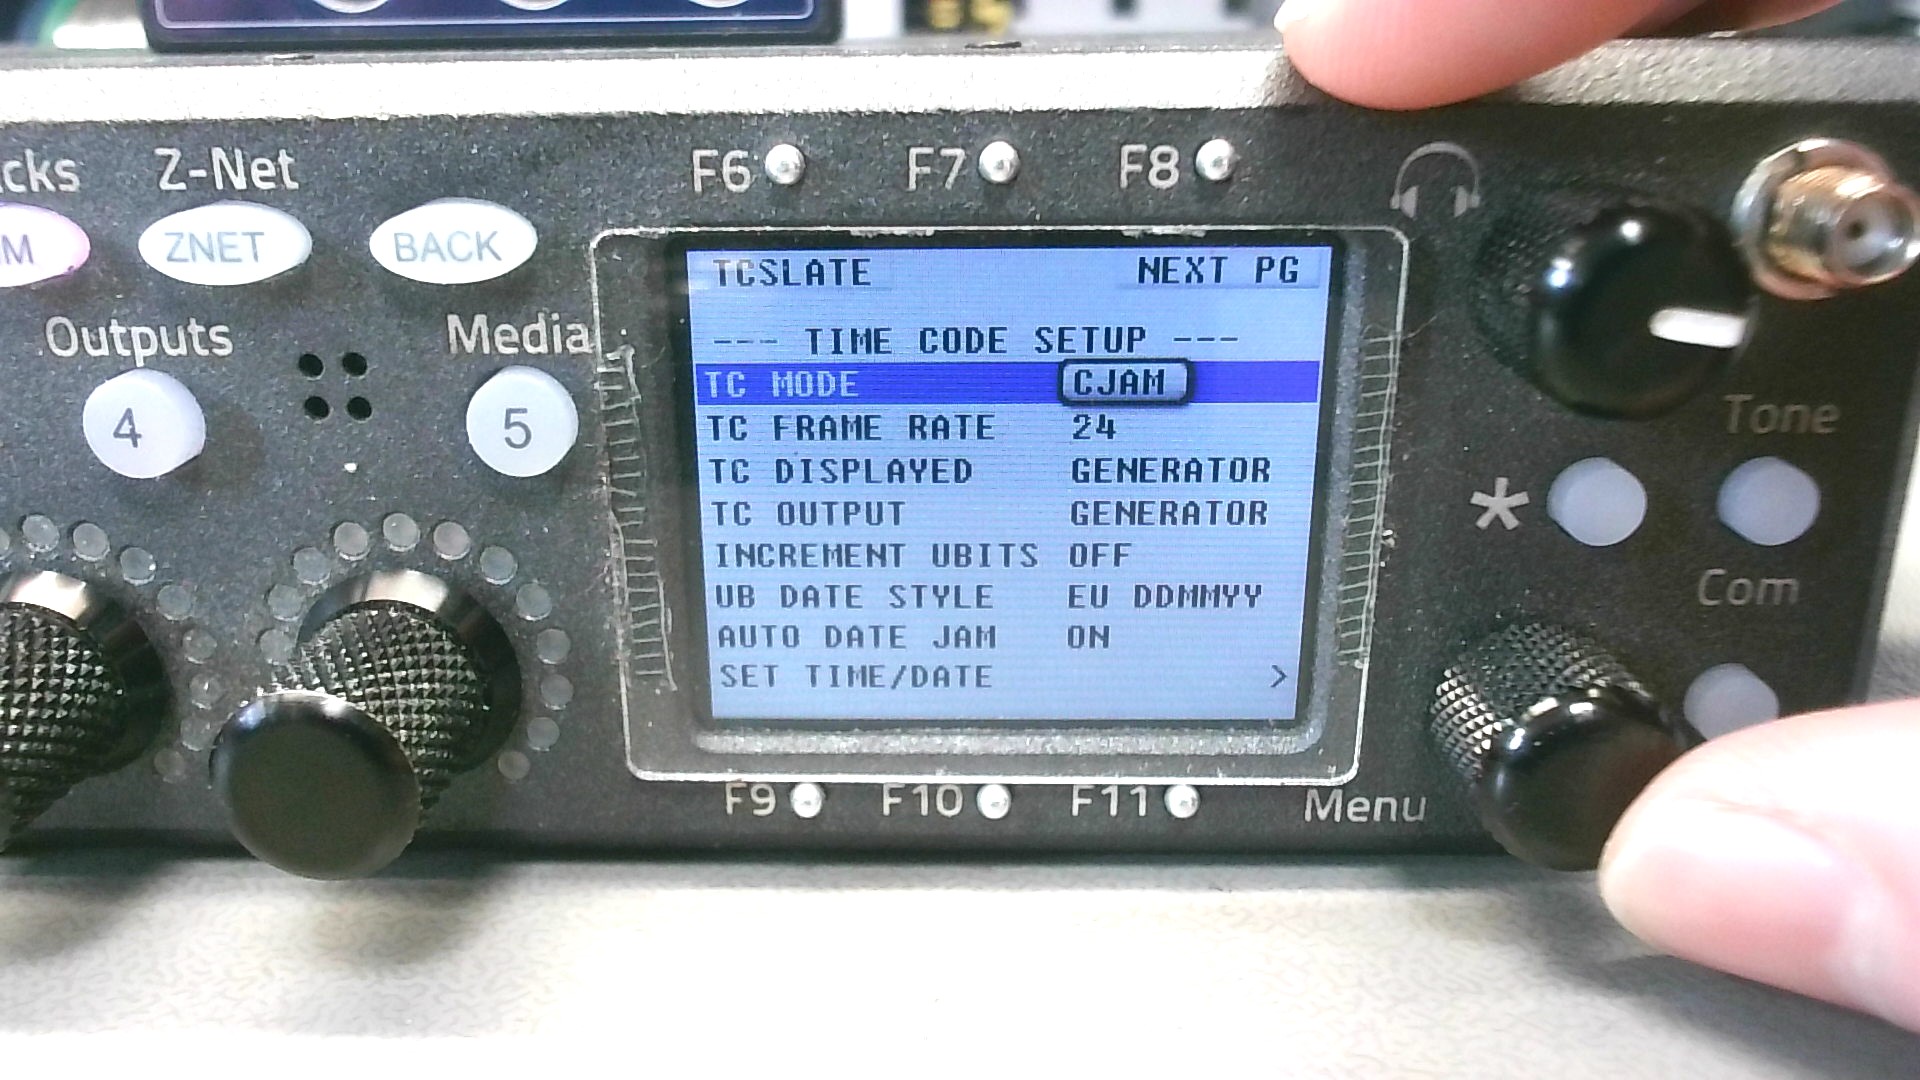 cks Z-Net F6 F7 F8
M ZNET BACK
TCSLATE NEXT PG
Outputs Media
--- TIME CODE SETUP ---
TC MODE CJAM
4 5
TC FRAME RATE 24
TC DISPLAYED GENERATOR
TC OUTPUT GENERATOR
INCREMENT UBITS OFF
UB DATE STYLE EU DDMMYY
AUTO DATE JAM ON
SET TIME/DATE >
Tone
*
Com
F9 F10 F11 Menu